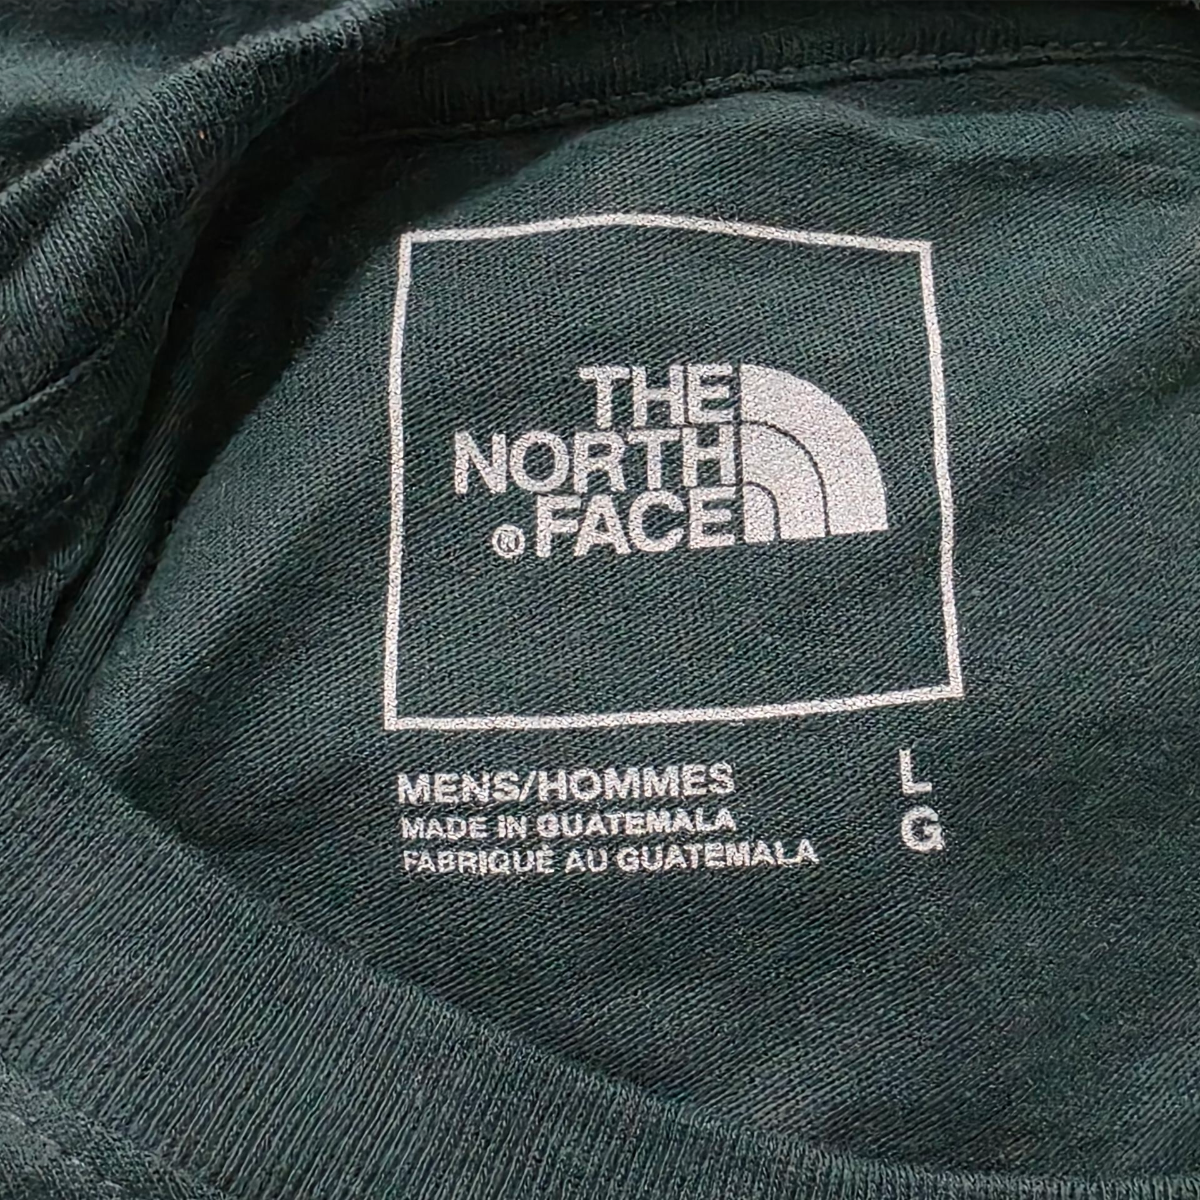 THE
NORTH
®FACE
MENS/HOMMES L
MADE IN GUATEMALA G
FABRIQUÉ AU GUATEMALA